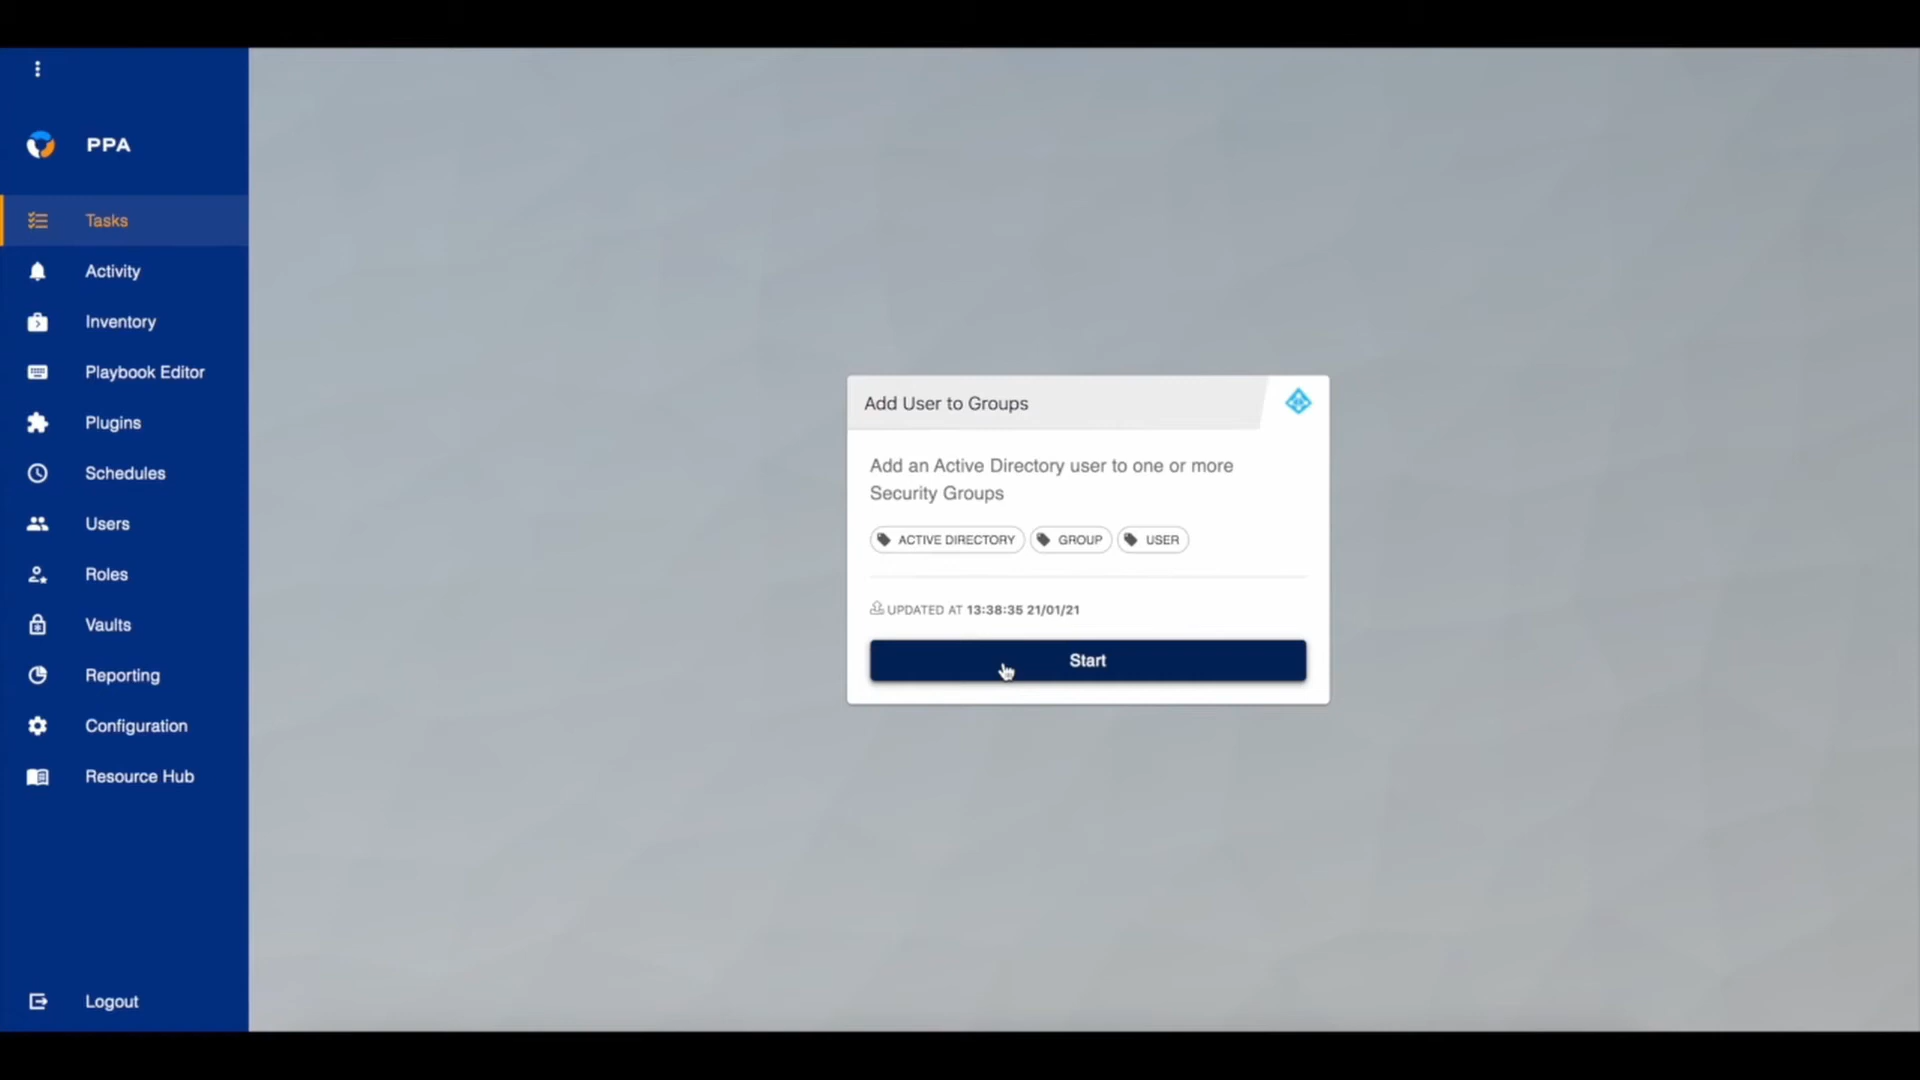 PPA
Tasks
Activity
Inventory
Playbook Editor
Plugins
Schedules
Users
Roles
Vaults
Reporting
Configuration
Resource Hub
Logout
Add User to Groups
Add an Active Directory user to one or more
Security Groups
ACTIVE DIRECTORY GROUP USER
UPDATED AT 13:38:35 21/01/21
Start